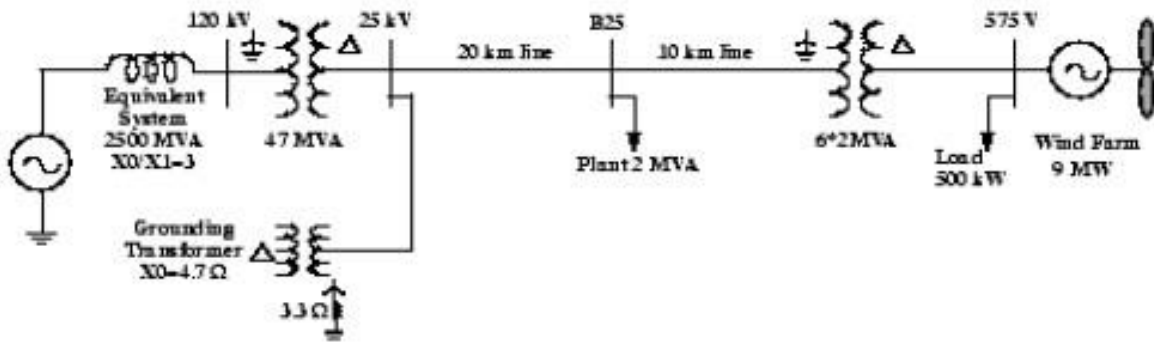 120 kV
25 kV
B25
575 V
20 km line
10 km line
Equivalent
System
2500 MVA
X0/X1=3
47 MVA
Plant 2 MVA
6*2MVA
Load
500 kW
Wind Farm
9 MW
Grounding
Transformer
X0=4.7 Ω
3.3 Ω